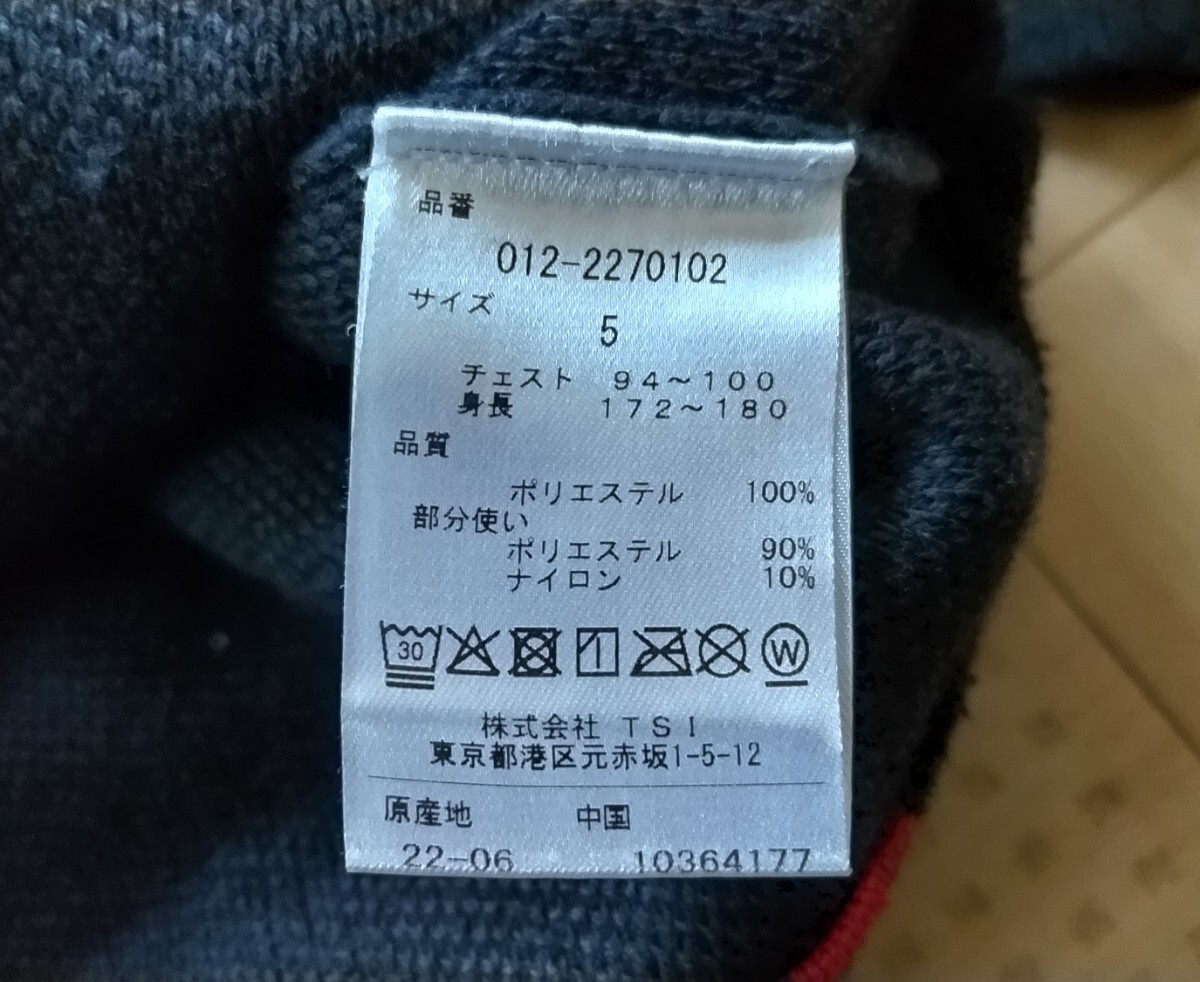 品番
012-2270102
サイズ
5
チェスト 94～100
身長 172～180
品質
ポリエステル 100%
部分使い
ポリエステル 90%
ナイロン 10%
30 W
株式会社 TSI
東京都港区元赤坂1-5-12
原産地 中国
22-06 10364177